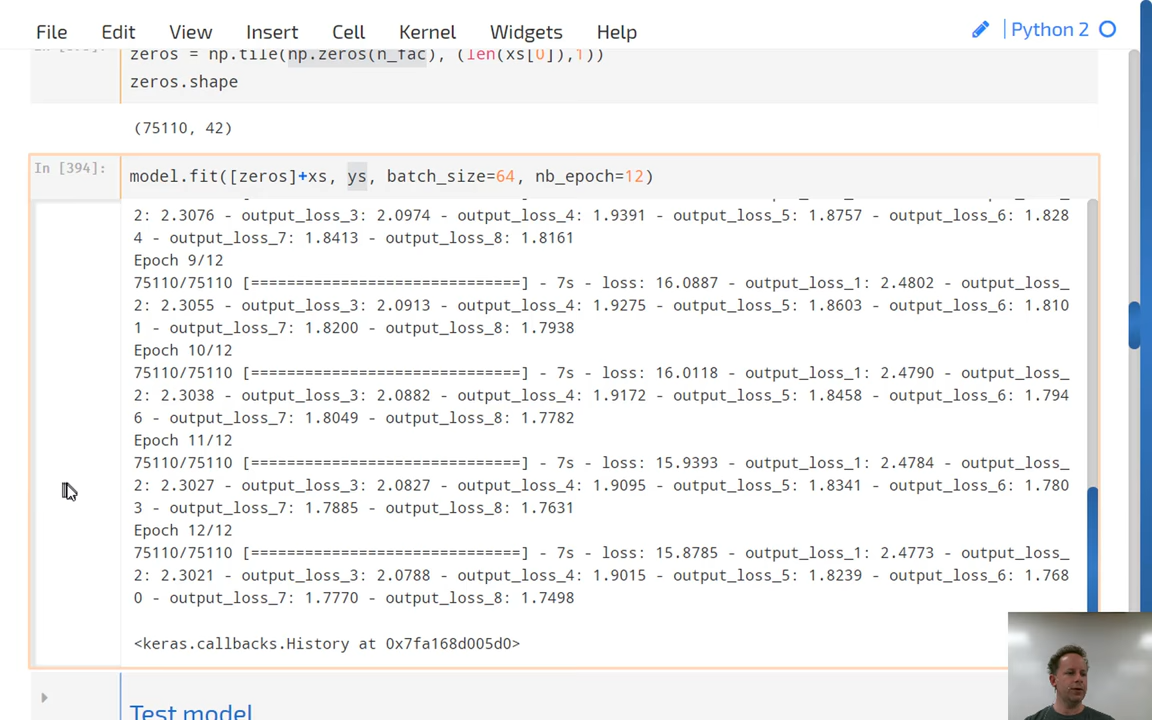 File Edit View Insert Cell Kernel Widgets Help Python 2
zeros = np.tile(np.zeros(n_fac), (len(xs[0]),1))
zeros.shape
(75110, 42)
In [394]: model.fit([zeros]+xs, ys, batch_size=64, nb_epoch=12)
2: 2.3076 - output_loss_3: 2.0974 - output_loss_4: 1.9391 - output_loss_5: 1.8757 - output_loss_6: 1.828
4 - output_loss_7: 1.8413 - output_loss_8: 1.8161
Epoch 9/12
75110/75110 [==============================] - 7s - loss: 16.0887 - output_loss_1: 2.4802 - output_loss_
2: 2.3055 - output_loss_3: 2.0913 - output_loss_4: 1.9275 - output_loss_5: 1.8603 - output_loss_6: 1.810
1 - output_loss_7: 1.8200 - output_loss_8: 1.7938
Epoch 10/12
75110/75110 [==============================] - 7s - loss: 16.0118 - output_loss_1: 2.4790 - output_loss_
2: 2.3038 - output_loss_3: 2.0882 - output_loss_4: 1.9172 - output_loss_5: 1.8458 - output_loss_6: 1.794
6 - output_loss_7: 1.8049 - output_loss_8: 1.7782
Epoch 11/12
75110/75110 [==============================] - 7s - loss: 15.9393 - output_loss_1: 2.4784 - output_loss_
2: 2.3027 - output_loss_3: 2.0827 - output_loss_4: 1.9095 - output_loss_5: 1.8341 - output_loss_6: 1.780
3 - output_loss_7: 1.7885 - output_loss_8: 1.7631
Epoch 12/12
75110/75110 [==============================] - 7s - loss: 15.8785 - output_loss_1: 2.4773 - output_loss_
2: 2.3021 - output_loss_3: 2.0788 - output_loss_4: 1.9015 - output_loss_5: 1.8239 - output_loss_6: 1.768
0 - output_loss_7: 1.7770 - output_loss_8: 1.7498
<keras.callbacks.History at 0x7fa168d005d0>
Test model